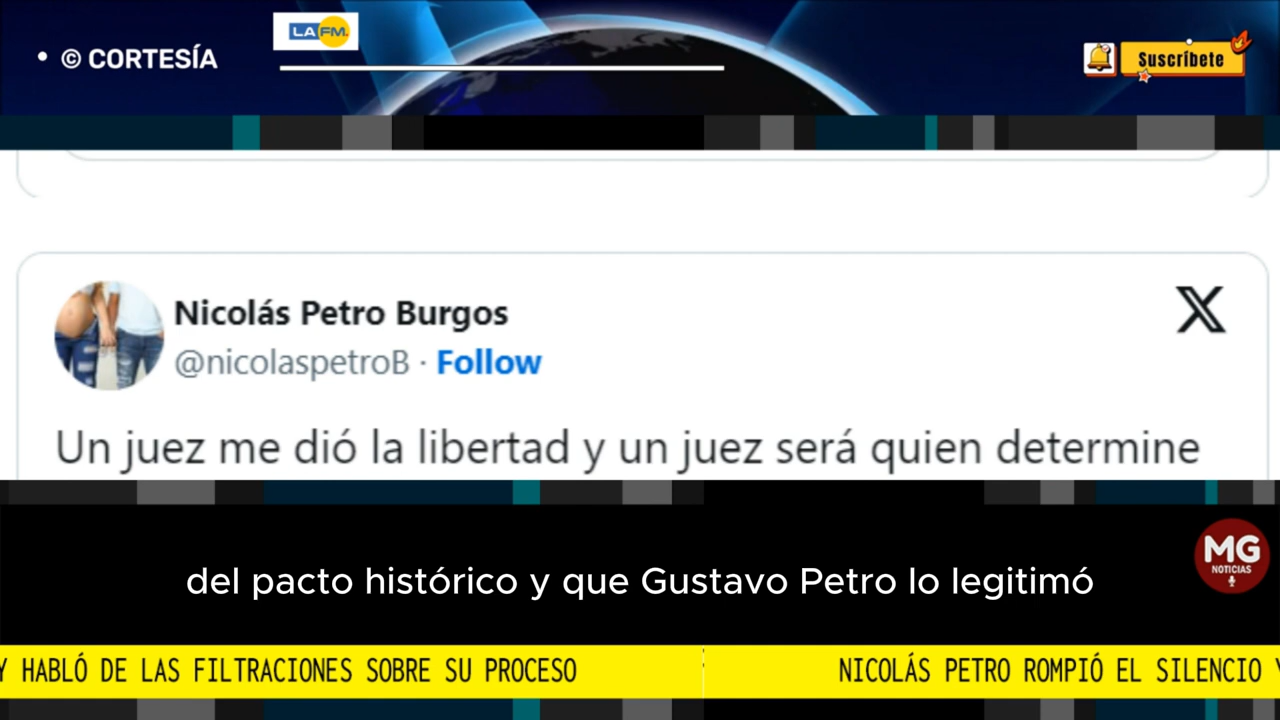 • © CORTESÍA
LA FM.
Suscríbete
Nicolás Petro Burgos
@nicolaspetroB · Follow
Un juez me dió la libertad y un juez será quien determine
del pacto histórico y que Gustavo Petro lo legitimó
MG
NOTICIAS
Y HABLÓ DE LAS FILTRACIONES SOBRE SU PROCESO
NICOLÁS PETRO ROMPIÓ EL SILENCIO Y